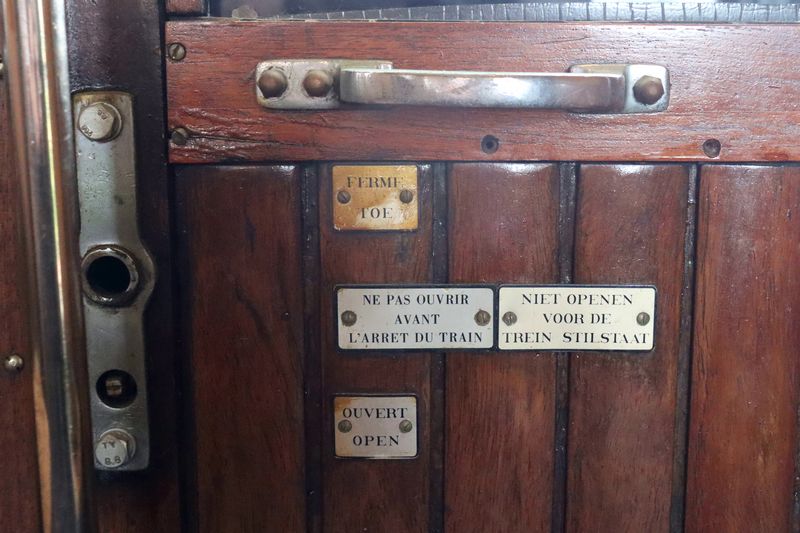 FERME
TOE
NE PAS OUVRIR
AVANT
L'ARRET DU TRAIN
NIET OPENEN
VOOR DE
TREIN STILSTAAT
OUVERT
OPEN